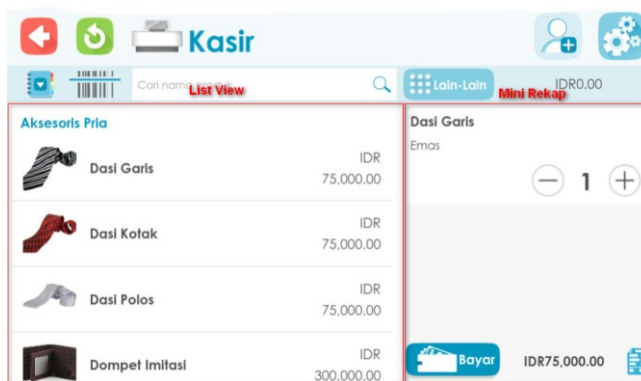 Kasir
Cari nama produk
List View
Lain-Lain
Mini Rekap
IDR0.00
Aksesoris Pria
Dasi Garis
IDR
75,000.00
Dasi Kotak
IDR
75,000.00
Dasi Polos
IDR
75,000.00
Dompet Imitasi
IDR
300,000.00
Dasi Garis
Emas
1
Bayar
IDR75,000.00